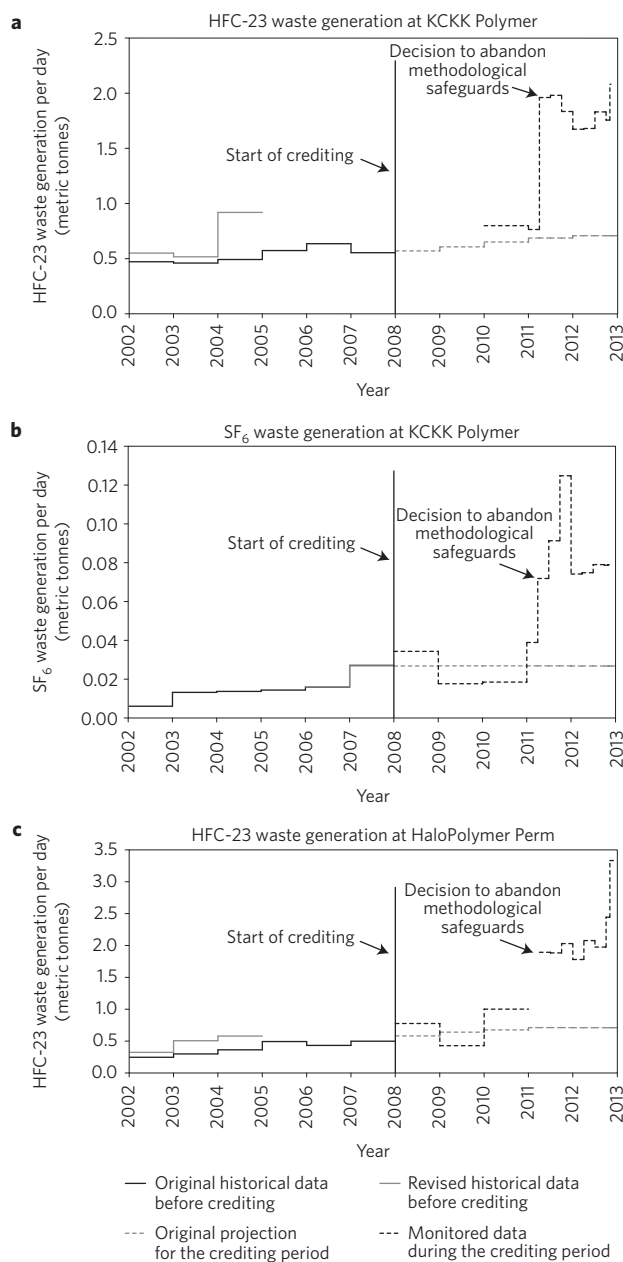 a
HFC-23 waste generation at KCKK Polymer
HFC-23 waste generation per day
(metric tonnes)
2.5
2.0
1.5
1.0
0.5
0.0
Decision to abandon
methodological
safeguards
Start of crediting
2002
2003
2004
2005
2006
2007
2008
2009
2010
2011
2012
2013
Year
b
SF6 waste generation at KCKK Polymer
SF6 waste generation per day
(metric tonnes)
0.14
0.12
0.10
0.08
0.06
0.04
0.02
0.00
Start of crediting
Decision to abandon
methodological
safeguards
2002
2003
2004
2005
2006
2007
2008
2009
2010
2011
2012
2013
Year
c
HFC-23 waste generation at HaloPolymer Perm
HFC-23 waste generation per day
(metric tonnes)
3.5
3.0
2.5
2.0
1.5
1.0
0.5
0.0
Decision to abandon
methodological
safeguards
Start of crediting
2002
2003
2004
2005
2006
2007
2008
2009
2010
2011
2012
2013
Year
Original historical data
before crediting
Revised historical data
before crediting
Original projection
for the crediting period
Monitored data
during the crediting period